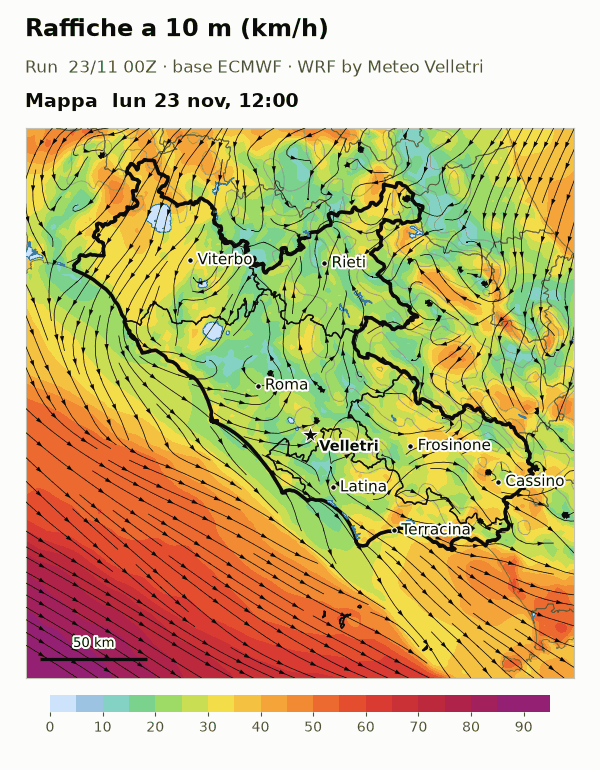 Raffiche a 10 m (km/h)
Run  23/11 00Z · base ECMWF · WRF by Meteo Velletri
Mappa  lun 23 nov, 12:00
Viterbo
Rieti
Roma
Velletri
Frosinone
Cassino
Latina
Terracina
50 km
0 10 20 30 40 50 60 70 80 90